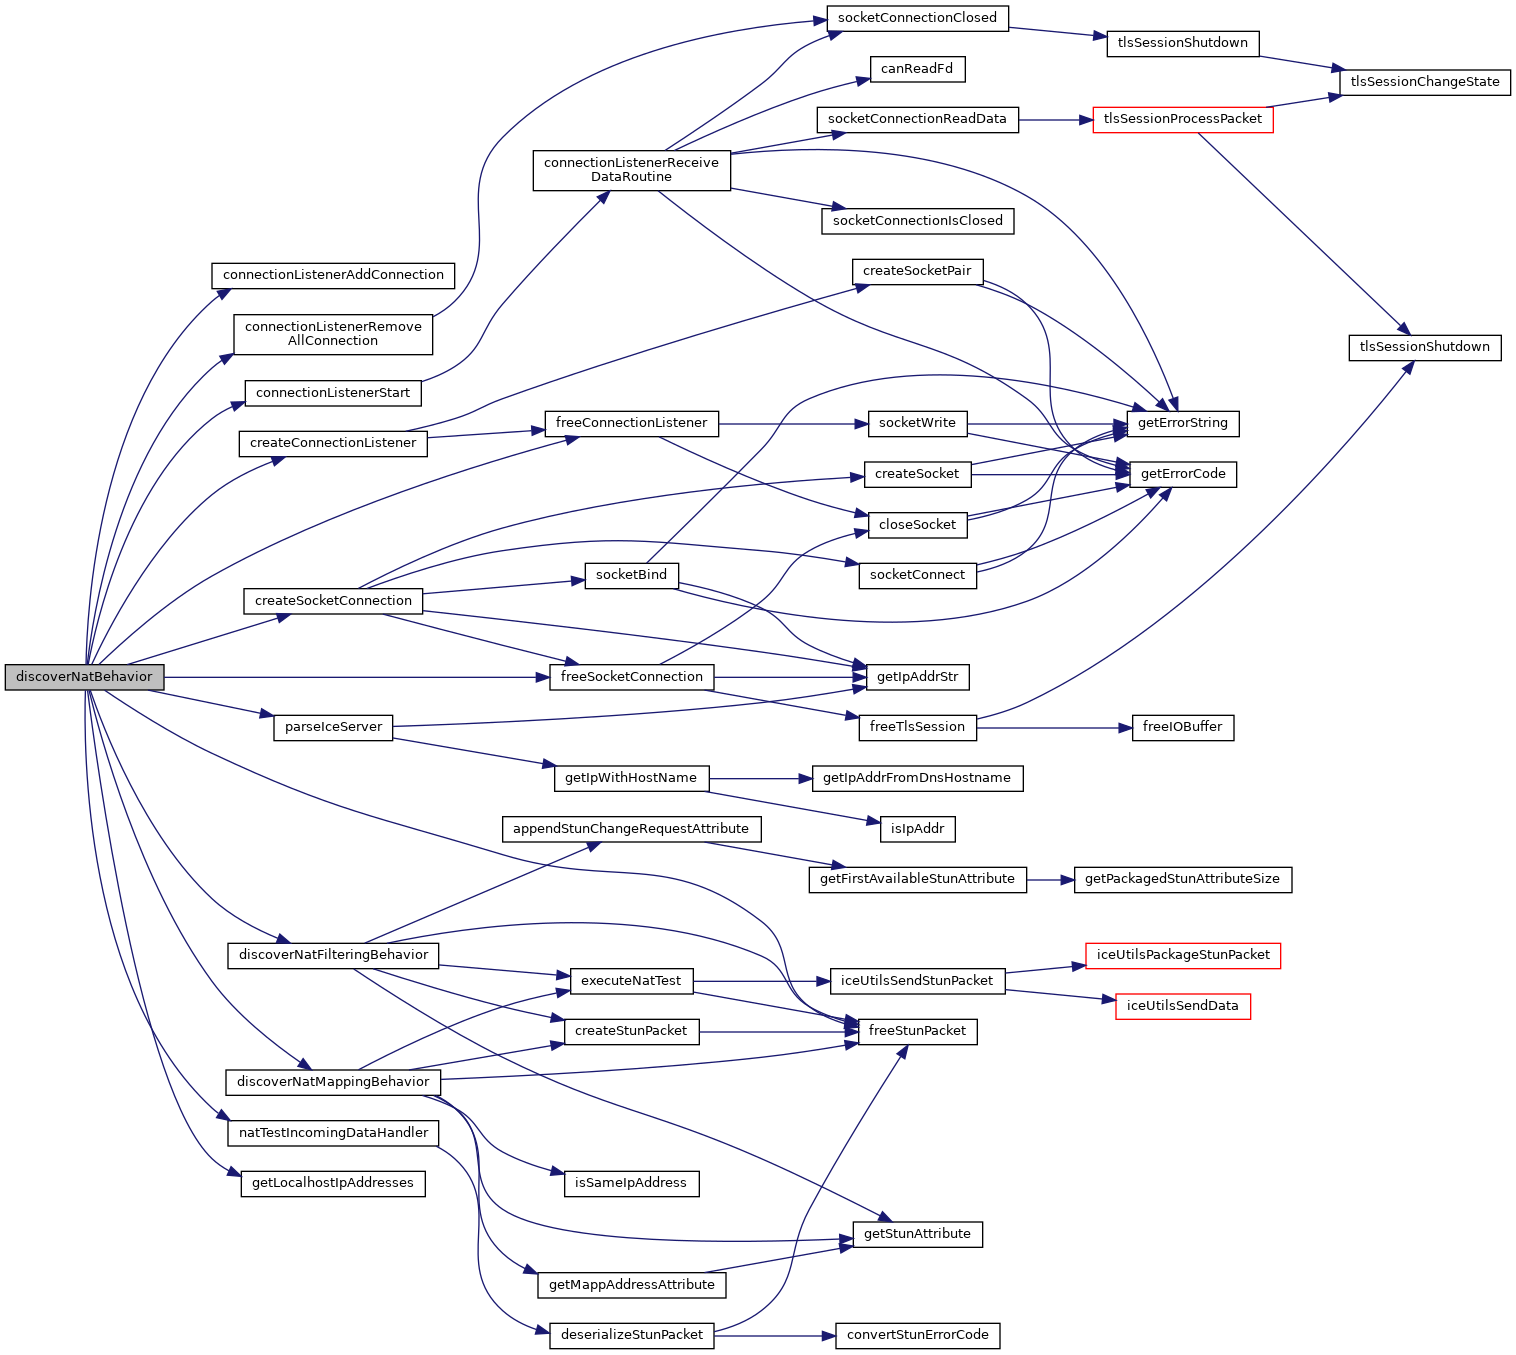 socketConnectionClosed
tlsSessionShutdown
canReadFd
tlsSessionChangeState
socketConnectionReadData
tlsSessionProcessPacket
connectionListenerReceive
DataRoutine
socketConnectionIsClosed
connectionListenerAddConnection
createSocketPair
connectionListenerRemove
AllConnection
tlsSessionShutdown
connectionListenerStart
freeConnectionListener
socketWrite
getErrorString
createConnectionListener
createSocket
getErrorCode
closeSocket
socketBind
socketConnect
createSocketConnection
discoverNatBehavior
freeSocketConnection
getIpAddrStr
parseIceServer
freeTlsSession
freeIOBuffer
getIpWithHostName
getIpAddrFromDnsHostname
appendStunChangeRequestAttribute
isIpAddr
getFirstAvailableStunAttribute
getPackagedStunAttributeSize
discoverNatFilteringBehavior
iceUtilsPackageStunPacket
executeNatTest
iceUtilsSendStunPacket
iceUtilsSendData
createStunPacket
freeStunPacket
discoverNatMappingBehavior
natTestIncomingDataHandler
getLocalhostIpAddresses
isSameIpAddress
getStunAttribute
getMappAddressAttribute
deserializeStunPacket
convertStunErrorCode